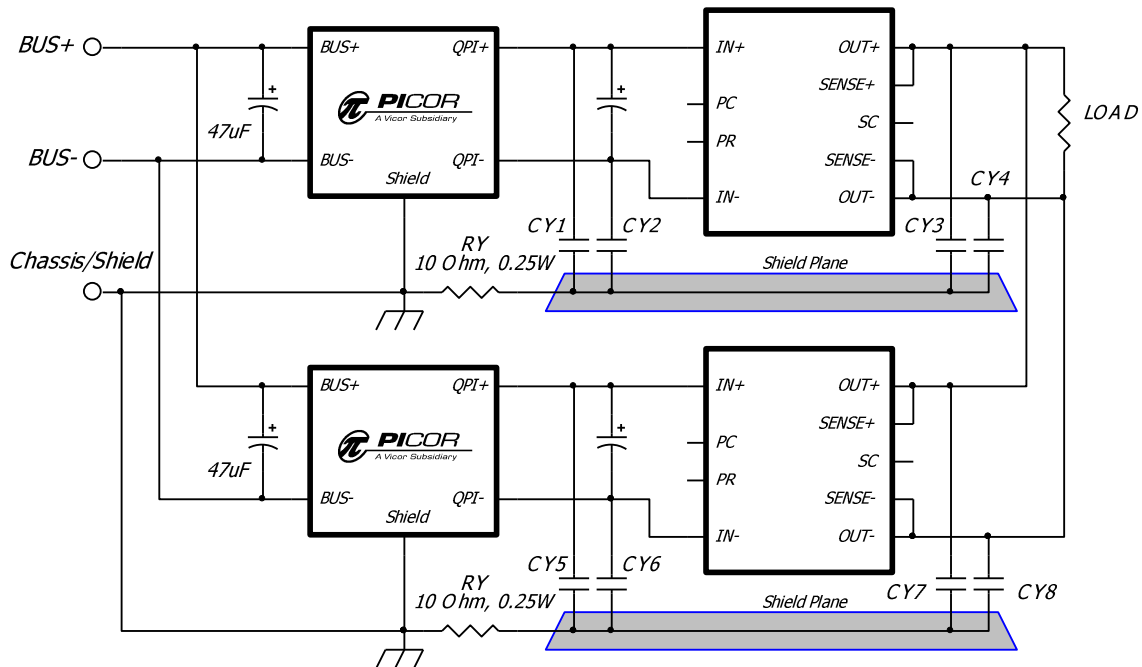 BUS+
BUS-
Chassis/Shield
47uF
BUS+
QPI+
PICOR
A Vicor Subsidiary
BUS-
QPI-
Shield
RY
10 Ohm, 0.25W
CY1
CY2
IN+
OUT+
SENSE+
PC
SC
PR
SENSE-
IN-
OUT-
CY3
CY4
LOAD
Shield Plane
47uF
BUS+
QPI+
PICOR
A Vicor Subsidiary
BUS-
QPI-
Shield
RY
10 Ohm, 0.25W
CY5
CY6
IN+
OUT+
SENSE+
PC
SC
PR
SENSE-
IN-
OUT-
CY7
CY8
Shield Plane